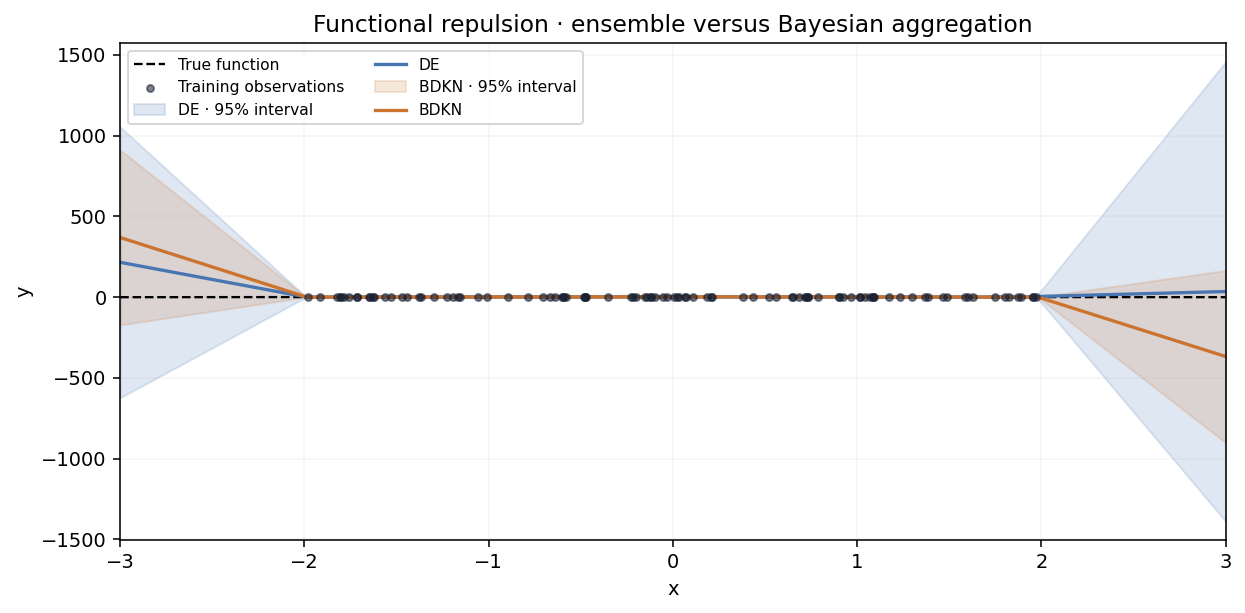 Functional repulsion · ensemble versus Bayesian aggregation
True function
Training observations
DE · 95% interval
DE
BDKN · 95% interval
BDKN
1500
1000
500
0
−500
−1000
−1500
y
−3
−2
−1
0
1
2
3
x